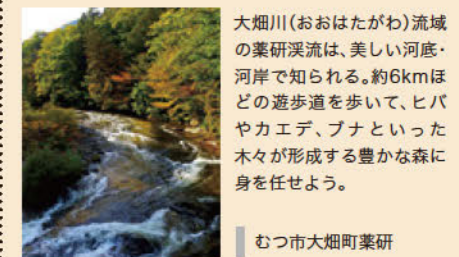 大畑川(おおはたがわ)流域
の薬研渓流は、美しい河底・
河岸で知られる。約6kmほ
どの遊歩道を歩いて、ヒバ
やカエデ、ブナといった
木々が形成する豊かな森に
身を任せよう。
むつ市大畑町薬研